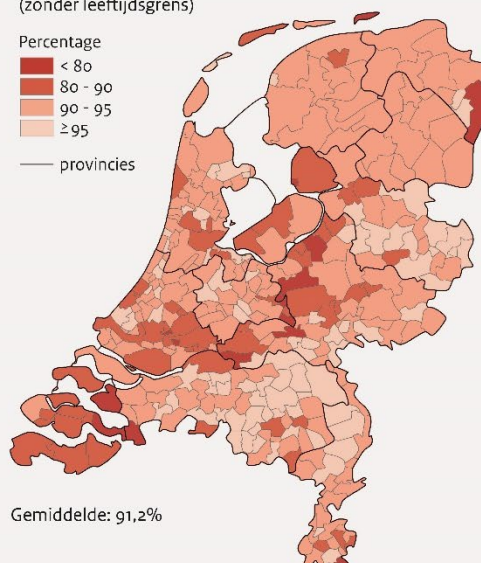 (zonder leeftijdsgrens)
Percentage
< 80
80 - 90
90 - 95
≥95
provincies
Gemiddelde: 91,2%